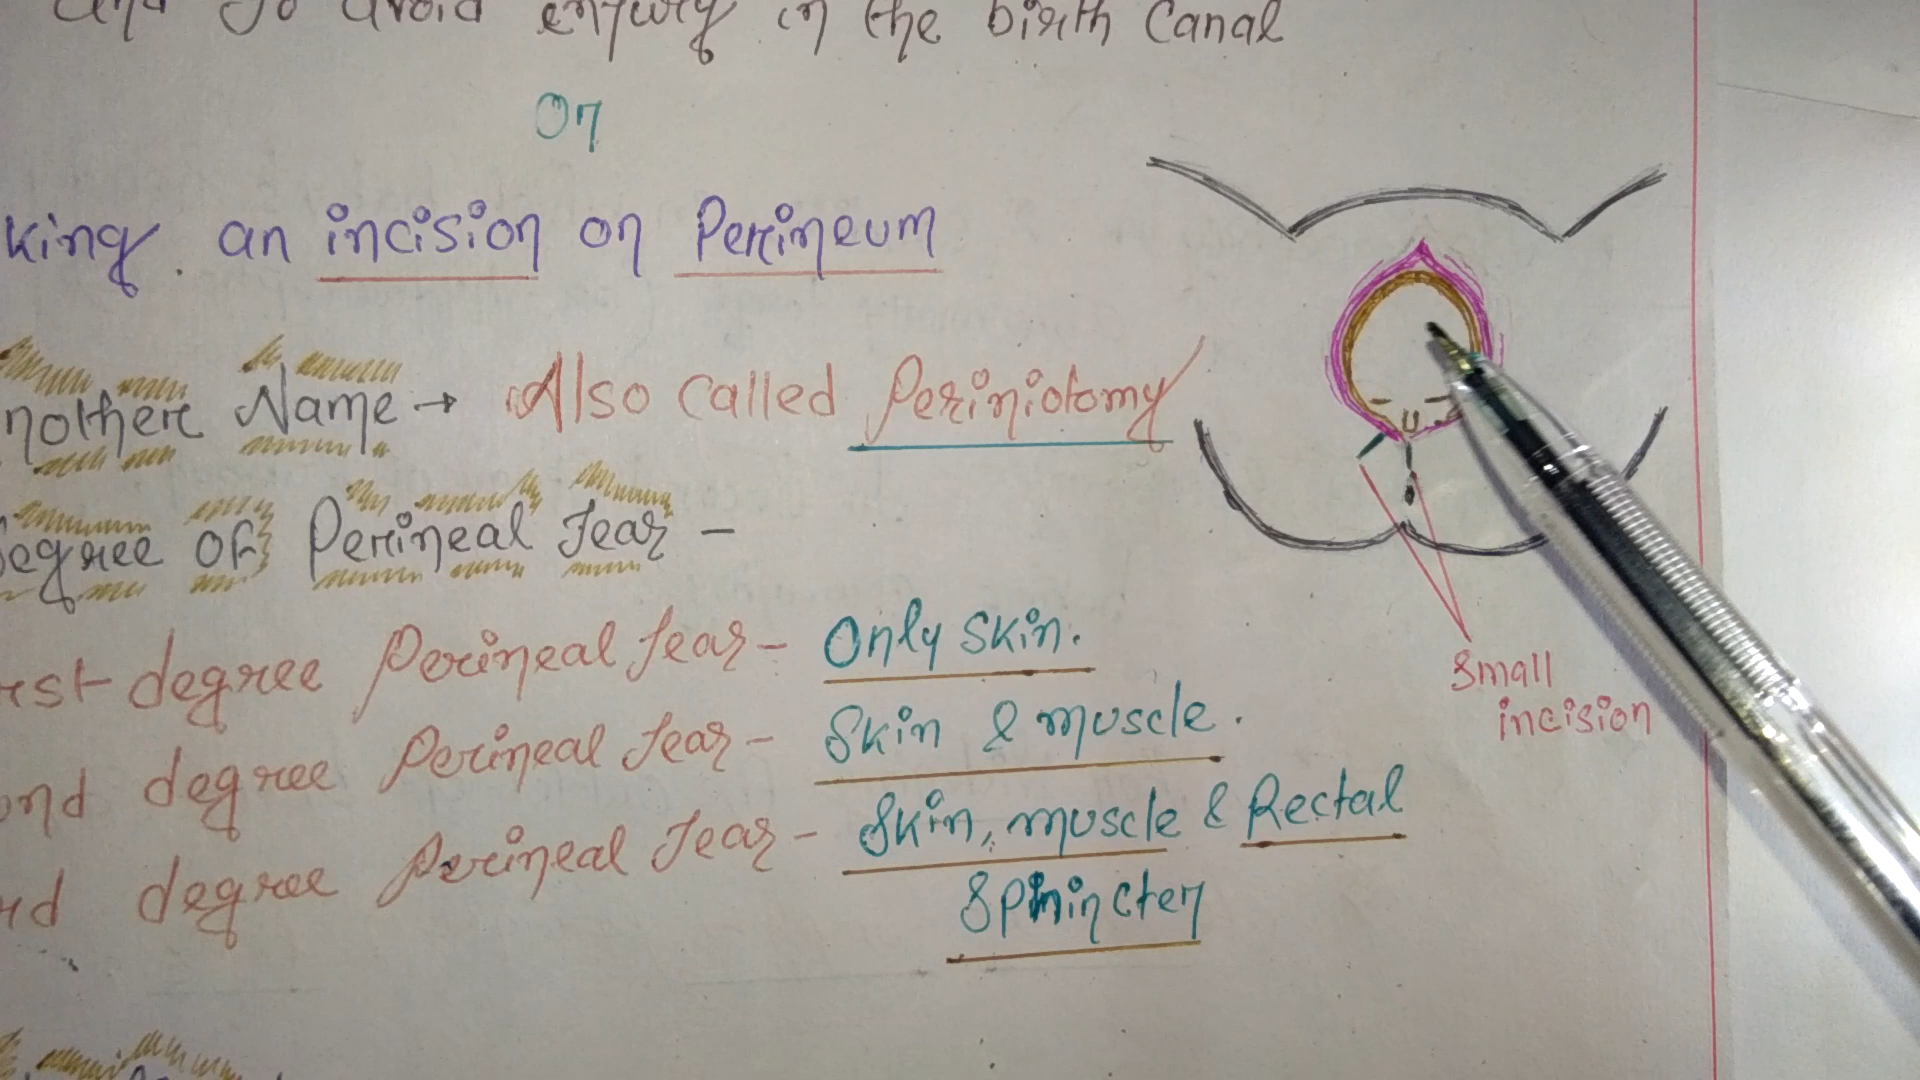 and to avoid enjury in the birth canal
Or
king. an incision on Perineum
nother Name → Also called Periniotomy
egree of Perineal Tear -
rst degree Perineal Tear - Only skin.
ond degree Perineal Tear - Skin & muscle.
rd degree Perineal Tear - Skin, muscle & Rectal
Sphincter
Small
incision